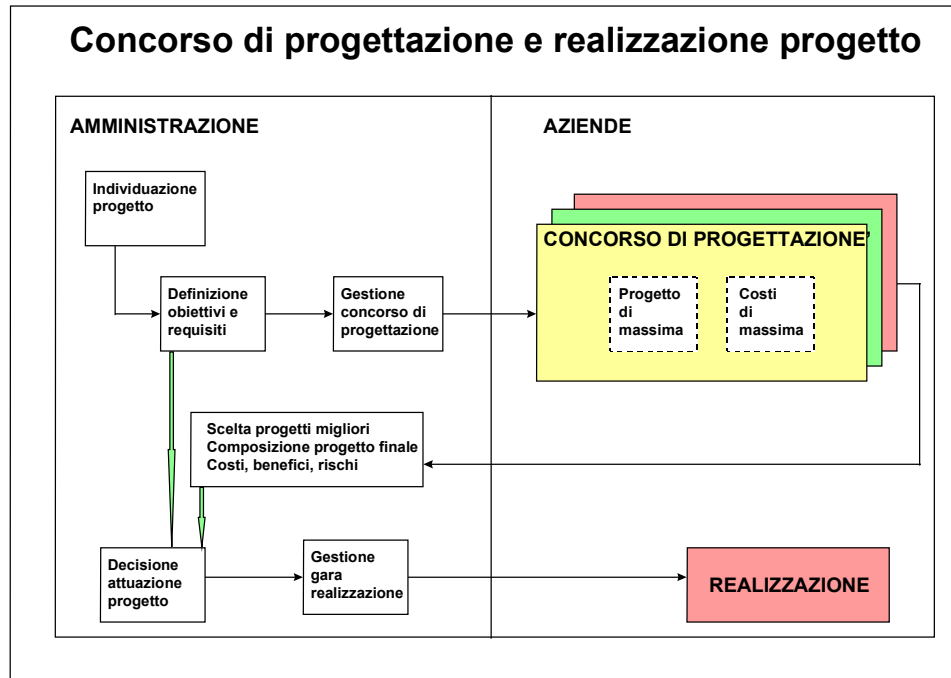 Concorso di progettazione e realizzazione progetto
AMMINISTRAZIONE
AZIENDE
Individuazione
progetto
CONCORSO DI PROGETTAZIONE’
Definizione
obiettivi e
requisiti
Gestione
concorso di
progettazione
Progetto
di
massima
Costi
di
massima
Scelta progetti migliori
Composizione progetto finale
Costi, benefici, rischi
Decisione
attuazione
progetto
Gestione
gara
realizzazione
REALIZZAZIONE